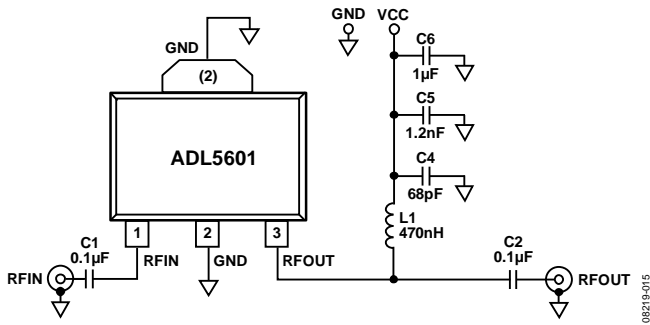 GND VCC
GND
(2)
C6
1µF
C5
1.2nF
ADL5601
C4
68pF
L1
470nH
1 2 3
C1
0.1µF
RFIN GND RFOUT
C2
0.1µF
RFIN
RFOUT
08219-015